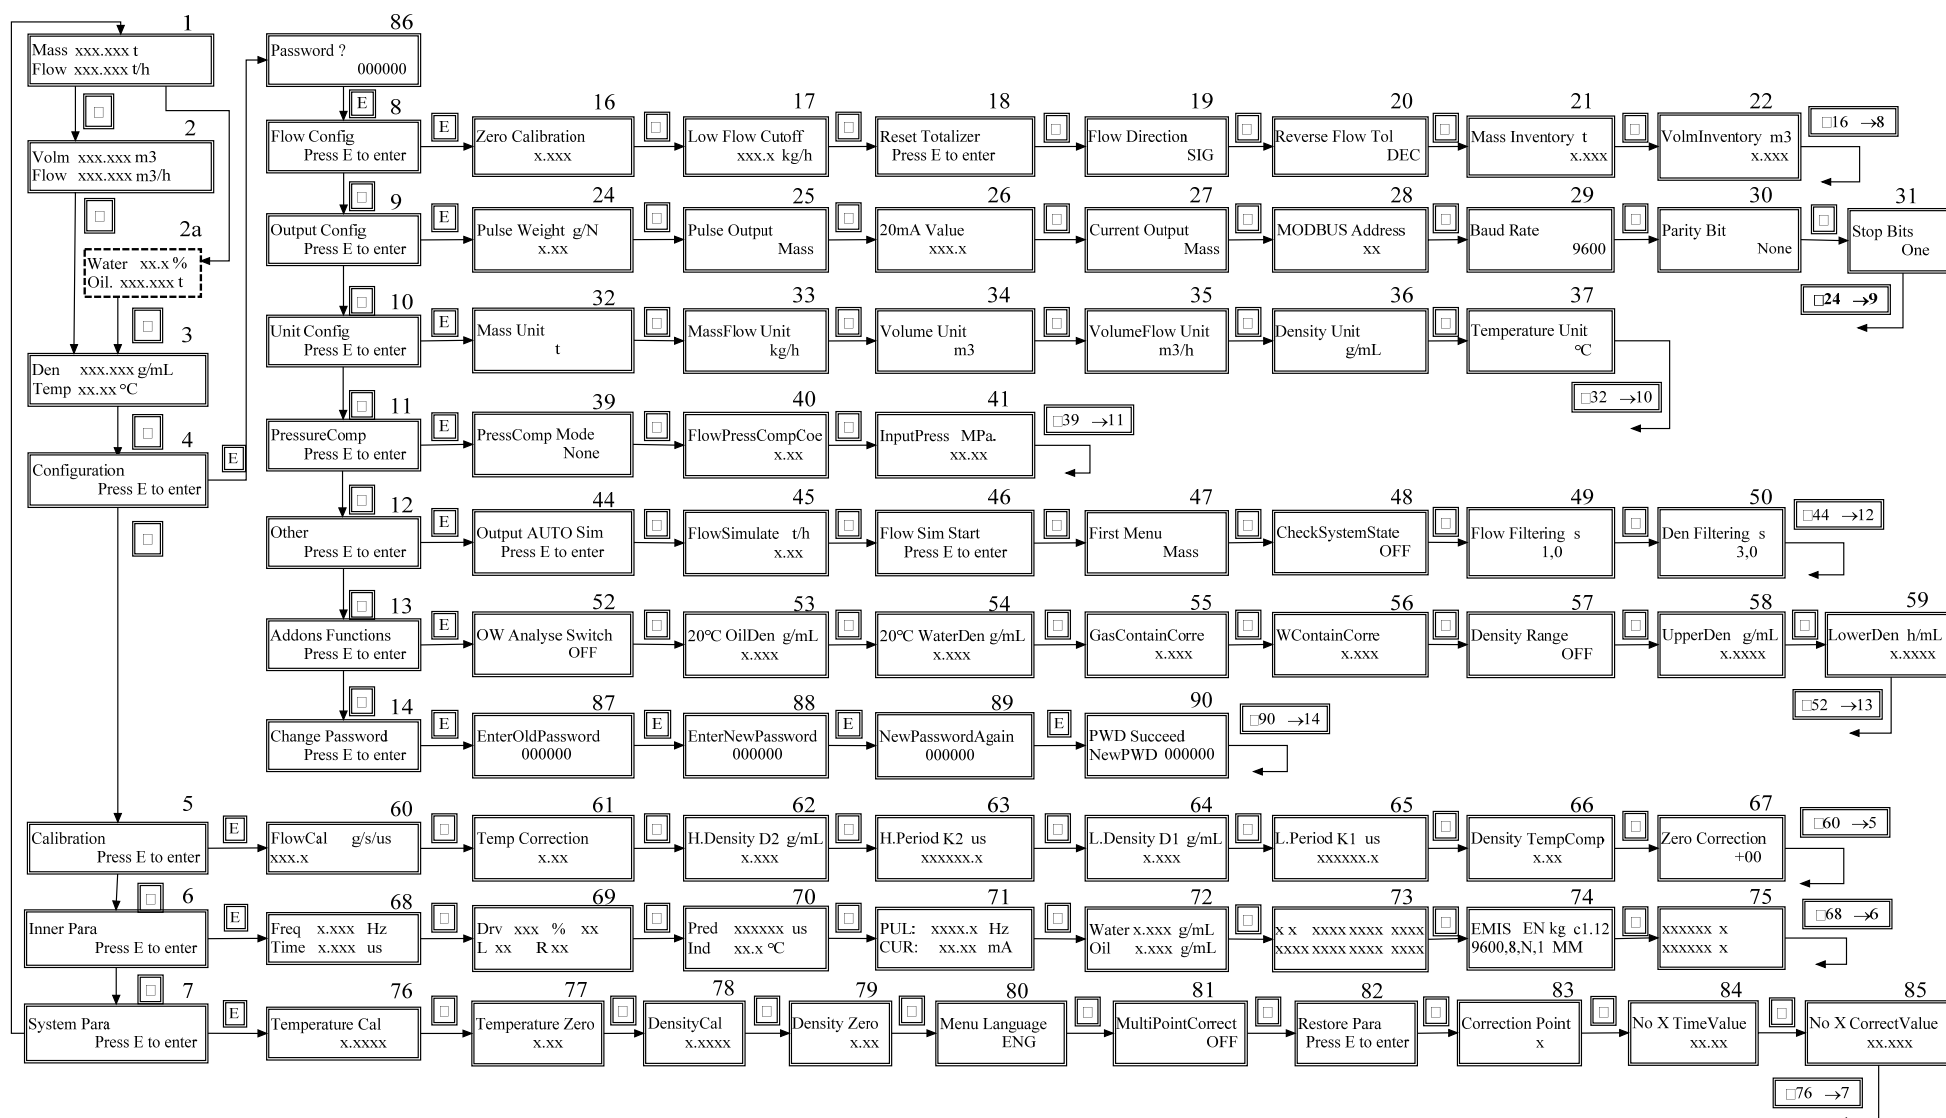 1
Mass xxx.xxx t
Flow xxx.xxx t/h
□
2
Volm xxx.xxx m3
Flow xxx.xxx m3/h
□
2a
Water xx.x %
Oil. xxx.xxx t
□
3
Den xxx.xxx g/mL
Temp xx.xx °C
□
4
Configuration
Press E to enter
E
□
86
Password ?
000000
E
8
Flow Config
Press E to enter
E
16
Zero Calibration
x.xxx
□
17
Low Flow Cutoff
xxx.x kg/h
□
18
Reset Totalizer
Press E to enter
□
19
Flow Direction
SIG
□
20
Reverse Flow Tol
DEC
□
21
Mass Inventory t
x.xxx
□
22
VolmInventory m3
x.xxx
□16 →8
□
9
Output Config
Press E to enter
E
24
Pulse Weight g/N
x.xx
□
25
Pulse Output
Mass
□
26
20mA Value
xxx.x
□
27
Current Output
Mass
□
28
MODBUS Address
xx
□
29
Baud Rate
9600
□
30
Parity Bit
None
□
31
Stop Bits
One
□24 →9
□
10
Unit Config
Press E to enter
E
32
Mass Unit
t
□
33
MassFlow Unit
kg/h
□
34
Volume Unit
m3
□
35
VolumeFlow Unit
m3/h
□
36
Density Unit
g/mL
□
37
Temperature Unit
°C
□32 →10
□
11
PressureComp
Press E to enter
E
39
PressComp Mode
None
□
40
FlowPressCompCoe
x.xx
□
41
InputPress MPa.
xx.xx
□39 →11
□
12
Other
Press E to enter
E
44
Output AUTO Sim
Press E to enter
□
45
FlowSimulate t/h
x.xx
□
46
Flow Sim Start
Press E to enter
□
47
First Menu
Mass
□
48
CheckSystemState
OFF
□
49
Flow Filtering s
1,0
□
50
Den Filtering s
3,0
□44 →12
□
13
Addons Functions
Press E to enter
E
52
OW Analyse Switch
OFF
□
53
20°C OilDen g/mL
x.xxx
□
54
20°C WaterDen g/mL
x.xxx
□
55
GasContainCorre
x.xxx
□
56
WContainCorre
x.xxx
□
57
Density Range
OFF
□
58
UpperDen g/mL
x.xxxx
□
59
LowerDen h/mL
x.xxxx
□52 →13
□
14
Change Password
Press E to enter
E
87
EnterOldPassword
000000
E
88
EnterNewPassword
000000
E
89
NewPasswordAgain
000000
E
90
PWD Succeed
NewPWD 000000
□90 →14
5
Calibration
Press E to enter
E
60
FlowCal g/s/us
xxx.x
□
61
Temp Correction
x.xx
□
62
H.Density D2 g/mL
x.xxx
□
63
H.Period K2 us
xxxxxx.x
□
64
L.Density D1 g/mL
x.xxx
□
65
L.Period K1 us
xxxxxx.x
□
66
Density TempComp
x.xx
□
67
Zero Correction
+00
□60 →5
□
6
Inner Para
Press E to enter
E
68
Freq x.xxx Hz
Time x.xxx us
□
69
Drv xxx % xx
L xx R xx
□
70
Pred xxxxxx us
Ind xx.x °C
□
71
PUL: xxxx.x Hz
CUR: xx.xx mA
□
72
Water x.xxx g/mL
Oil x.xxx g/mL
□
73
x x xxxx xxxx xxxx
xxxx xxxx xxxx xxxx
□
74
EMIS EN kg c1.12
9600,8,N,1 MM
□
75
xxxxxx x
xxxxxx x
□68 →6
□
7
System Para
Press E to enter
E
76
Temperature Cal
x.xxxx
□
77
Temperature Zero
x.xx
□
78
DensityCal
x.xxxx
□
79
Density Zero
x.xx
□
80
Menu Language
ENG
□
81
MultiPointCorrect
OFF
□
82
Restore Para
Press E to enter
□
83
Correction Point
x
□
84
No X TimeValue
xx.xx
□
85
No X CorrectValue
xx.xxx
□76 →7